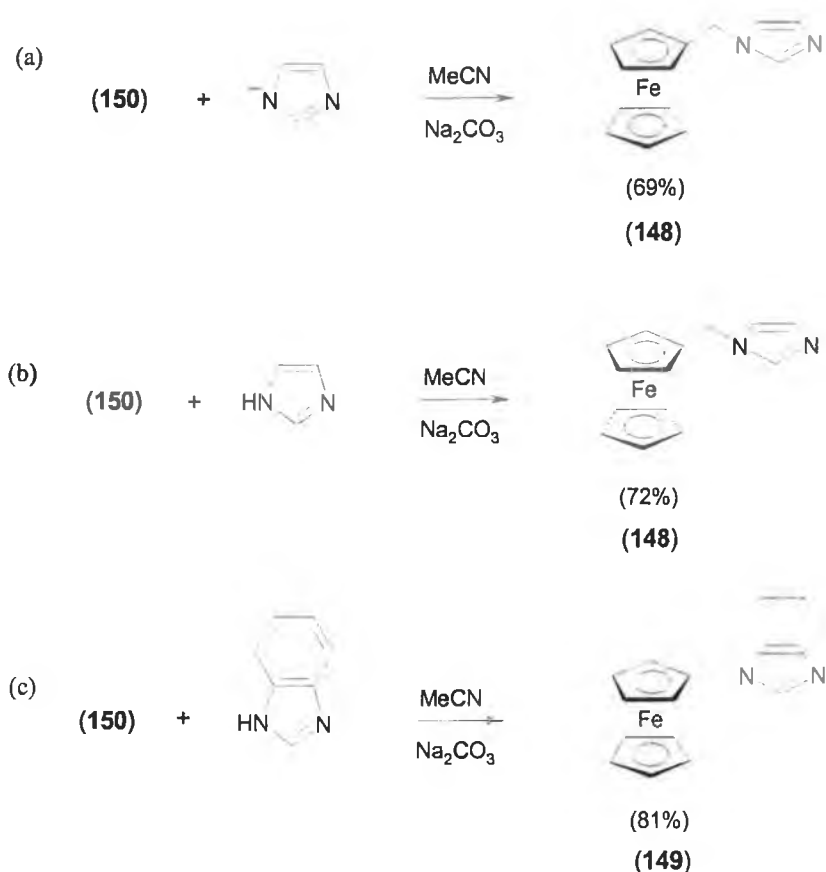 (a)
(150) + N N MeCN Na₂CO₃ N N
Fe
(69%)
(148)
(b)
(150) + HN N MeCN Na₂CO₃ N N
Fe
(72%)
(148)
(c)
(150) + HN N MeCN Na₂CO₃ N N
Fe
(81%)
(149)